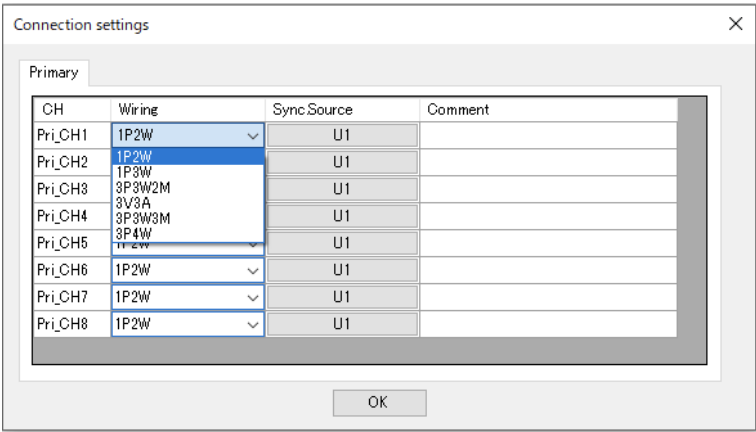 Connection settings
Primary
CH Wiring Sync.Source Comment
Pri_CH1 1P2W U1
Pri_CH2 1P2W U1
1P3W
Pri_CH3 3P3W2M U1
3V3A
Pri_CH4 3P3W3M U1
3P4W
Pri_CH5 1P2W U1
Pri_CH6 1P2W U1
Pri_CH7 1P2W U1
Pri_CH8 1P2W U1
OK